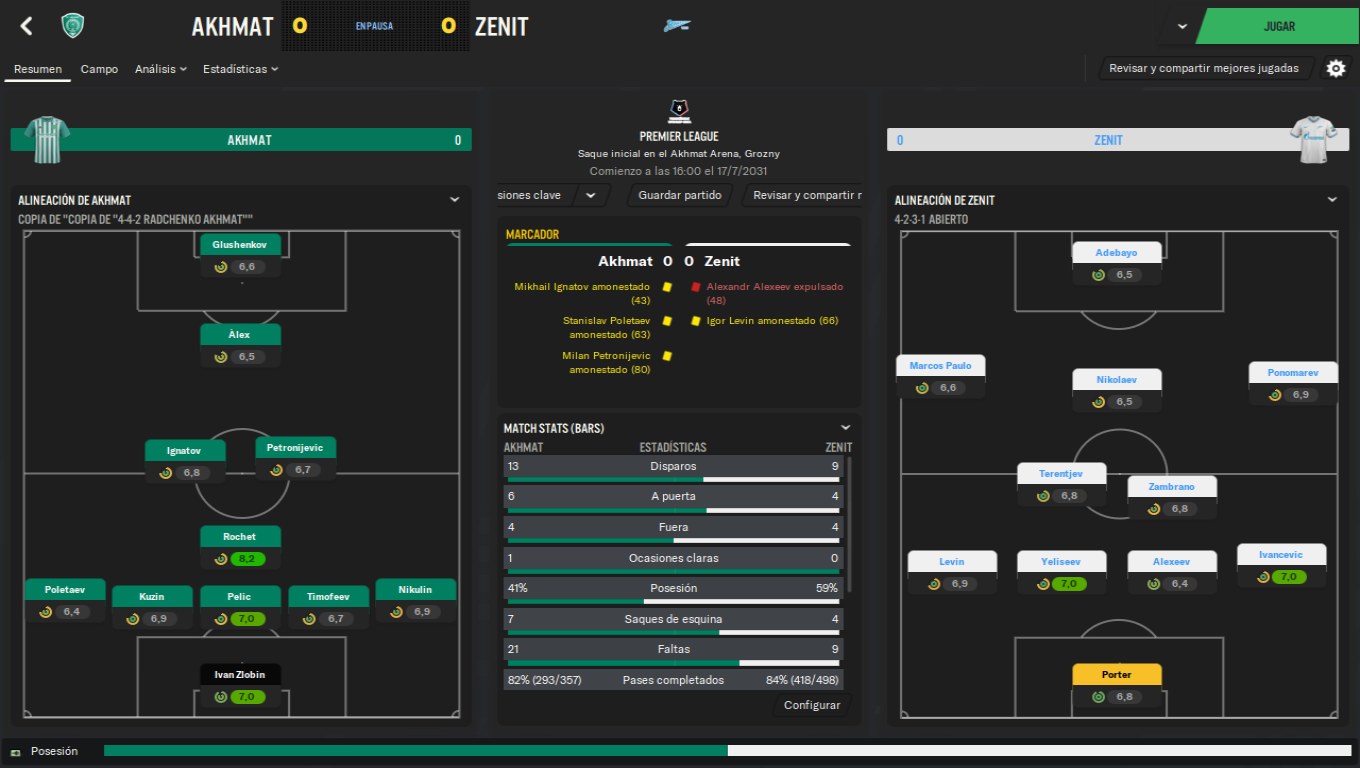 AKHMAT
0
EN PAUSA
0
ZENIT
JUGAR
Resumen
Campo
Análisis
Estadísticas
Revisar y compartir mejores jugadas
AKHMAT
0
ALINEACIÓN DE AKHMAT
COPIA DE "COPIA DE "4-4-2 RADCHENKO AKHMAT""
Glushenkov
6,6
Àlex
6,5
Ignatov
6,8
Petronijevic
6,7
Rochet
8,2
Poletaev
6,4
Kuzin
6,9
Pelic
7,0
Timofeev
6,7
Nikulin
6,9
Ivan Zlobin
7,0
PREMIER LEAGUE
Saque inicial en el Akhmat Arena, Grozny
Comienzo a las 16:00 el 17/7/2031
siones clave
Guardar partido
Revisar y compartir r
MARCADOR
Akhmat 0 0 Zenit
Mikhail Ignatov amonestado
(43)
Stanislav Poletaev
amonestado (63)
Milan Petronijevic
amonestado (80)
Alexandr Alexeev expulsado
(48)
Igor Levin amonestado (66)
MATCH STATS (BARS)
AKHMAT ESTADÍSTICAS ZENIT
13 Disparos 9
6 A puerta 4
4 Fuera 4
1 Ocasiones claras 0
41% Posesión 59%
7 Saques de esquina 4
21 Faltas 9
82% (293/357) Pases completados 84% (418/498)
Configurar
0
ZENIT
ALINEACIÓN DE ZENIT
4-2-3-1 ABIERTO
Adebayo
6,5
Marcos Paulo
6,6
Nikolaev
6,5
Ponomarev
6,9
Terentjev
6,8
Zambrano
6,8
Levin
6,9
Yeliseev
7,0
Alexeev
6,4
Ivancevic
7,0
Porter
6,8
Posesión